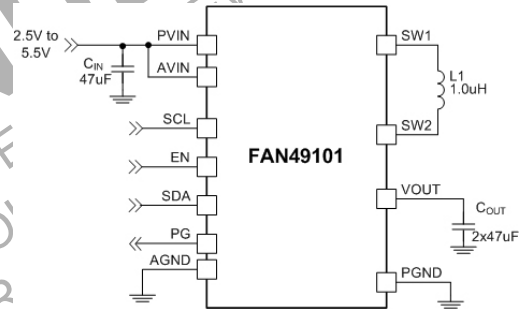 2.5V to
5.5V
PVIN
AVIN
CIN
47uF
SCL
EN
SDA
PG
AGND
FAN49101
SW1
L1
1.0uH
SW2
VOUT
COUT
2x47uF
PGND